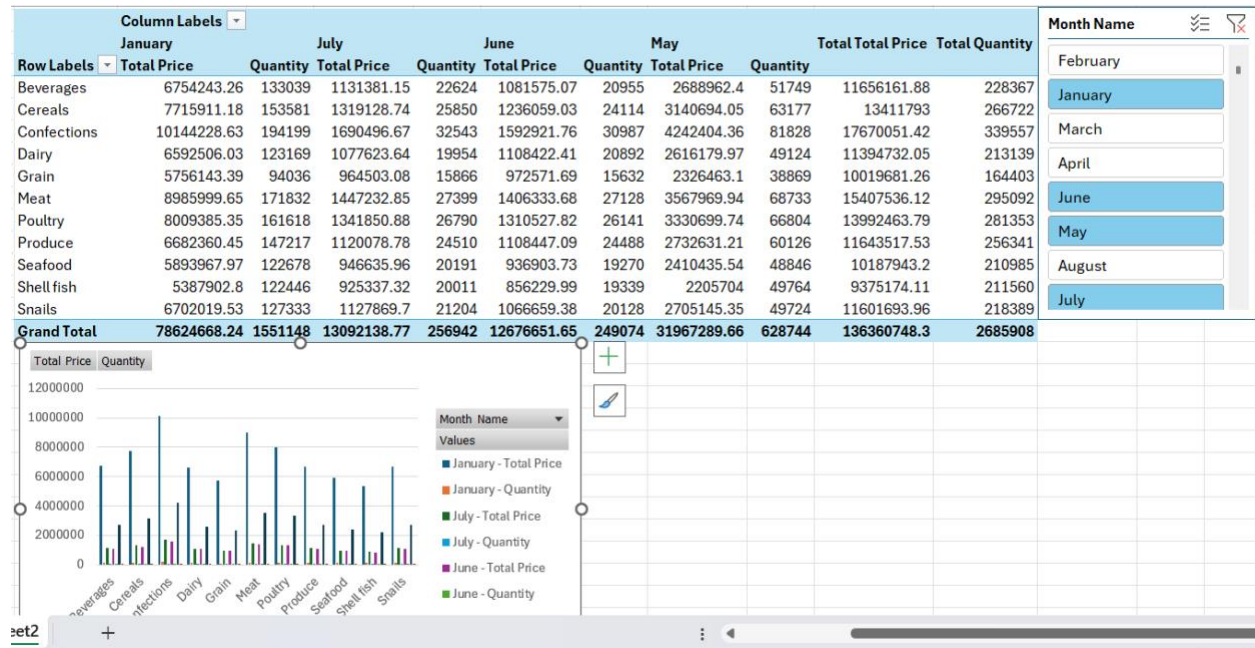 Column Labels
January July June May Total Total Price Total Quantity
Row Labels Total Price Quantity Total Price Quantity Total Price Quantity Total Price Quantity
Beverages 6754243.26 133039 1131381.15 22624 1081575.07 20955 2688962.4 51749 11656161.88 228367
Cereals 7715911.18 153581 1319128.74 25850 1236059.03 24114 3140694.05 63177 13411793 266722
Confections 10144228.63 194199 1690496.67 32543 1592921.76 30987 4242404.36 81828 17670051.42 339557
Dairy 6592506.03 123169 1077623.64 19954 1108422.41 20892 2616179.97 49124 11394732.05 213139
Grain 5756143.39 94036 964503.08 15866 972571.69 15632 2326463.1 38869 10019681.26 164403
Meat 8985999.65 171832 1447232.85 27399 1406333.68 27128 3567969.94 68733 15407536.12 295092
Poultry 8009385.35 161618 1341850.88 26790 1310527.82 26141 3330699.74 66804 13992463.79 281353
Produce 6682360.45 147217 1120078.78 24510 1108447.09 24488 2732631.21 60126 11643517.53 256341
Seafood 5893967.97 122678 946635.96 20191 936903.73 19270 2410435.54 48846 10187943.2 210985
Shell fish 5387902.8 122446 925337.32 20011 856229.99 19339 2205704 49764 9375174.11 211560
Snails 6702019.53 127333 1127869.7 21204 1066659.38 20128 2705145.35 49724 11601693.96 218389
Grand Total 78624668.24 1551148 13092138.77 256942 12676651.65 249074 31967289.66 628744 136360748.3 2685908
Month Name
February
January
March
April
June
May
August
July
Total Price Quantity
12000000
10000000
8000000
6000000
4000000
2000000
0
everages Cereals nfections Dairy Grain Meat Poultry Produce Seafood Shell fish Snails
Month Name
Values
January - Total Price
January - Quantity
July - Total Price
July - Quantity
June - Total Price
June - Quantity
eet2